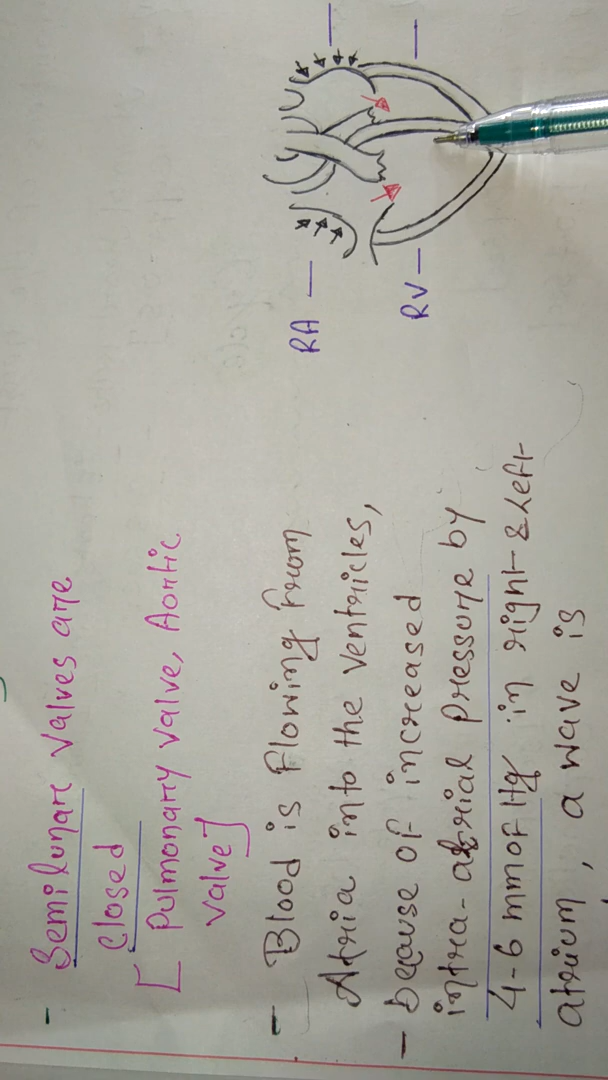 - Semilunar valves are
closed
[ Pulmonary valve, Aortic
valve]
- Blood is Flowing from
Atria into the ventricles,
- because of increased
intra-atrial pressure by
4-6 mm of Hg in right & left
atrium, a wave is
RA
RV